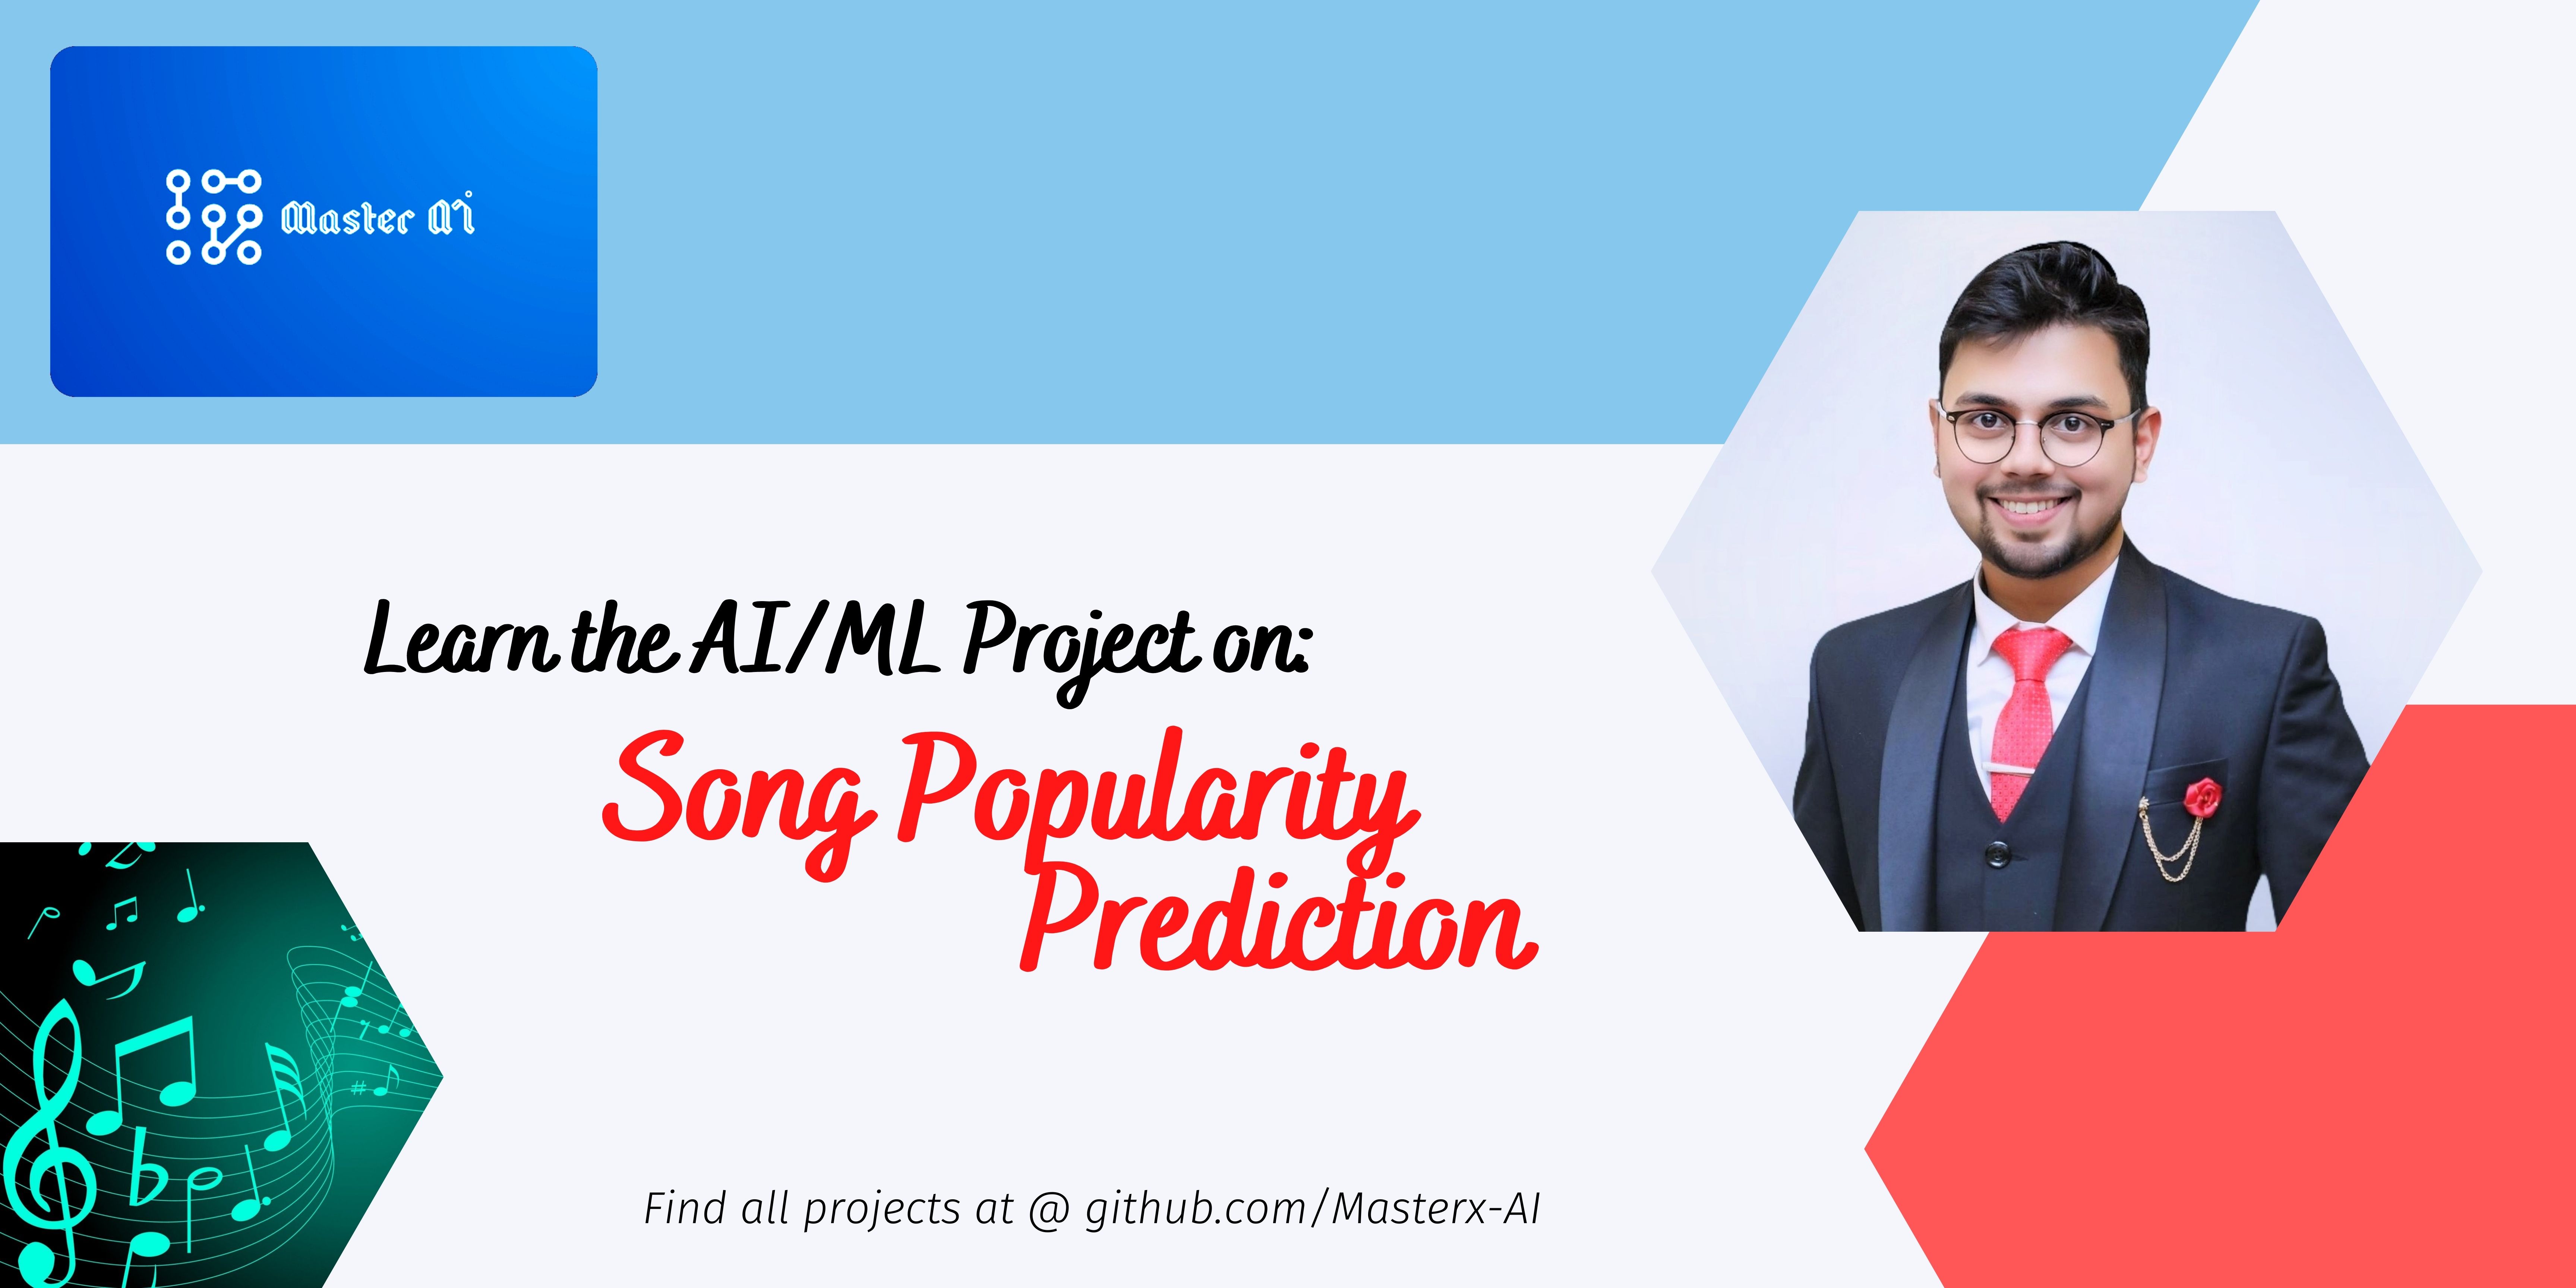 Master Ai
Learn the AI/ML Project on:
Song Popularity
Prediction
Find all projects at @ github.com/Masterx-AI